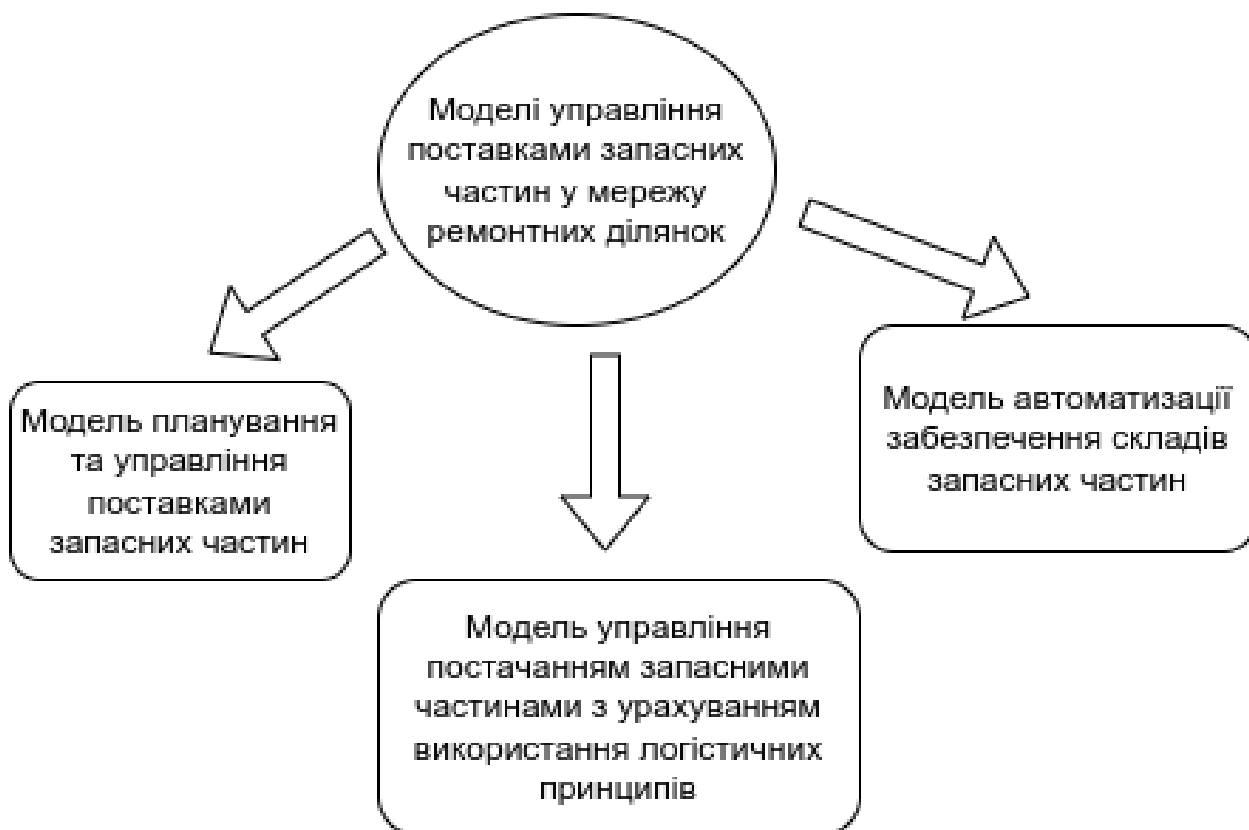 Моделі управління
поставками запасних
частин у мережу
ремонтних ділянок
Модель планування
та управління
поставками
запасних частин
Модель управління
постачанням запасними
частинами з урахуванням
використання логістичних
принципів
Модель автоматизації
забезпечення складів
запасних частин